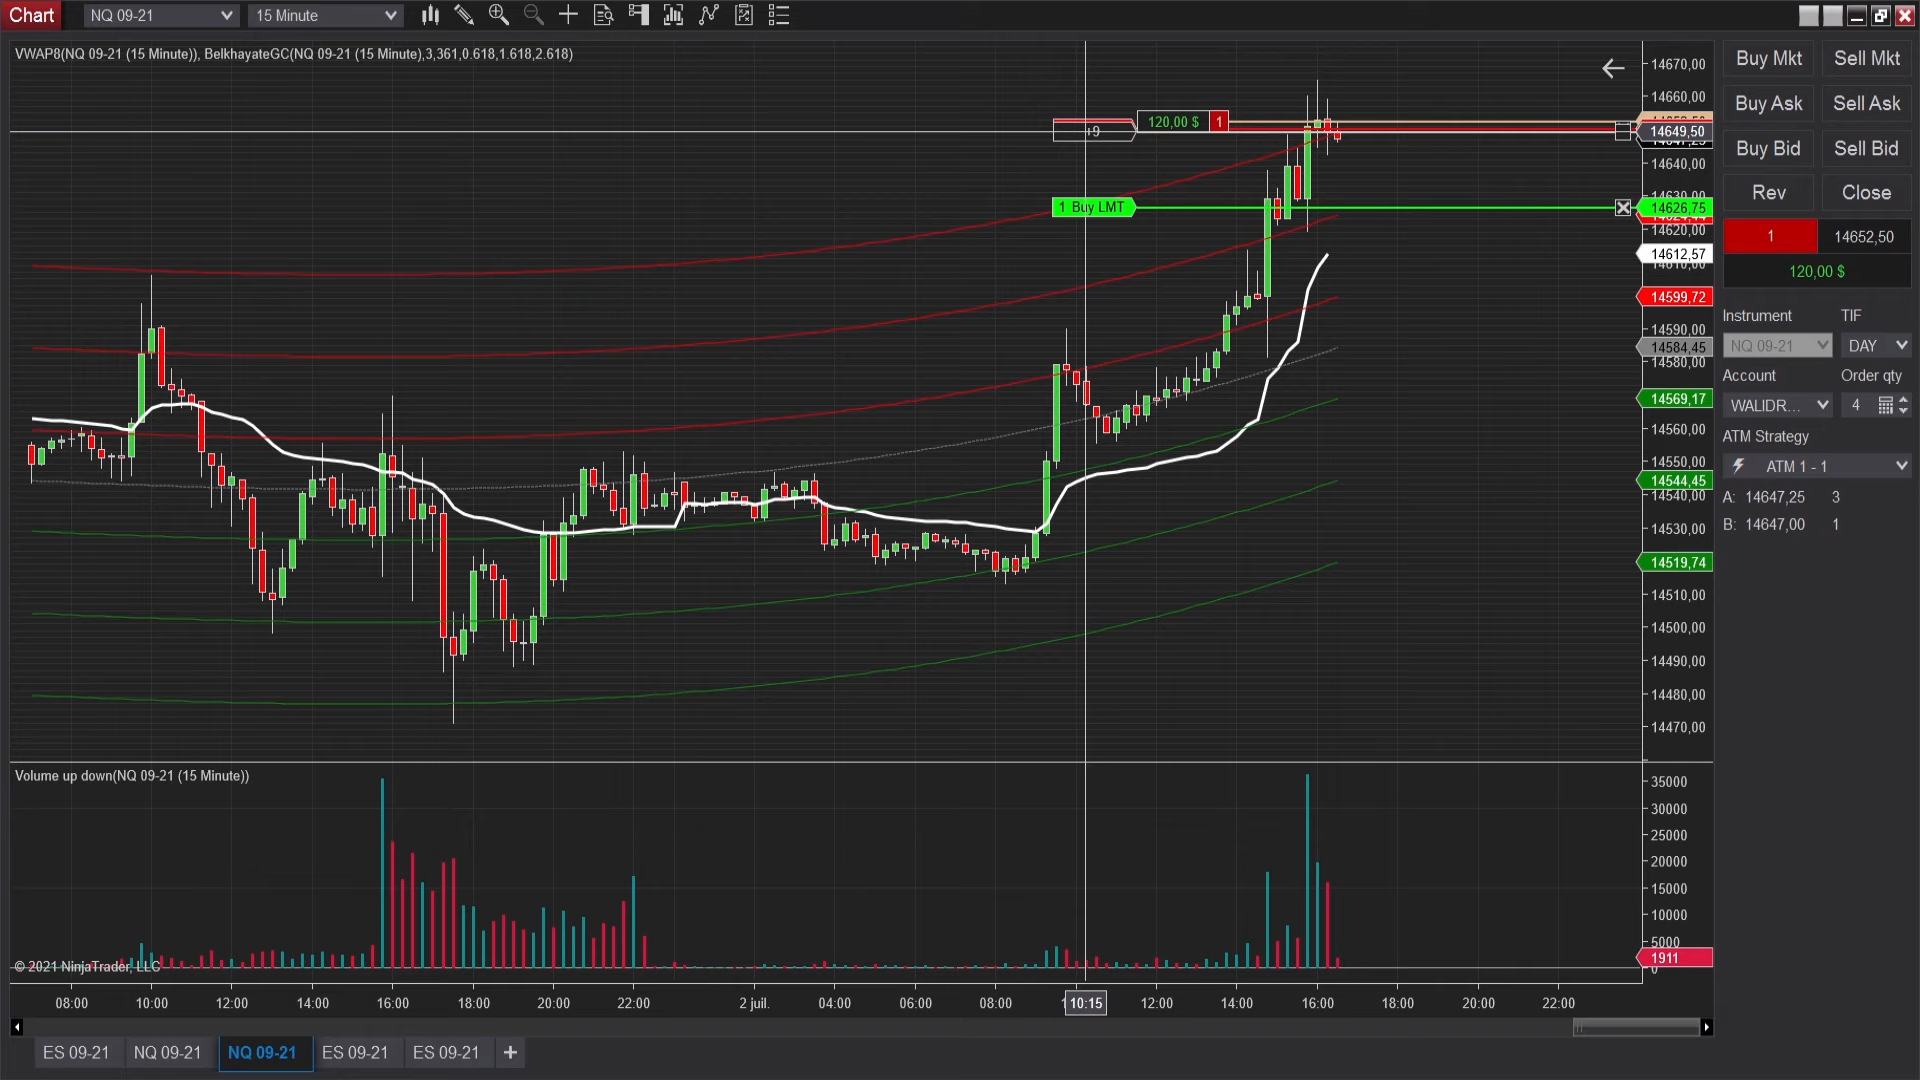 Chart NQ 09-21 15 Minute
VWAP8(NQ 09-21 (15 Minute)), BelkhayateGC(NQ 09-21 (15 Minute),3,361,0.618,1.618,2.618)
120,00 $ 1
1 Buy LMT
14670,00
14660,00
14649,50
14640,00
14630,00
14626,75
14620,00
14612,57
14610,00
14599,72
14590,00
14584,45
14580,00
14569,17
14560,00
14550,00
14544,45
14540,00
14530,00
14519,74
14510,00
14500,00
14490,00
14480,00
14470,00
Buy Mkt Sell Mkt
Buy Ask Sell Ask
Buy Bid Sell Bid
Rev Close
1 14652,50
120,00 $
Instrument TIF
NQ 09-21 DAY
Account Order qty
WALIDR... 4
ATM Strategy
ATM 1 - 1
A: 14647,25 3
B: 14647,00 1
Volume up down(NQ 09-21 (15 Minute))
35000
30000
25000
20000
15000
10000
5000
1911
0
© 2021 NinjaTrader, LLC
08:00 10:00 12:00 14:00 16:00 18:00 20:00 22:00 2 juil. 04:00 06:00 08:00 10:15 12:00 14:00 16:00 18:00 20:00 22:00
ES 09-21 NQ 09-21 NQ 09-21 ES 09-21 ES 09-21 +